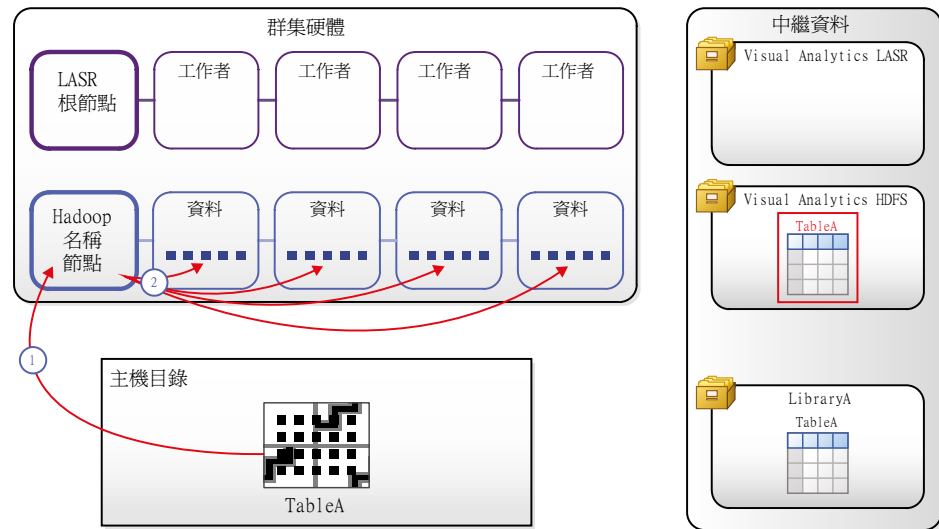 群集硬體
LASR
根節點
工作者
工作者
工作者
工作者
Hadoop
名稱
節點
資料
資料
資料
資料
2
1
主機目錄
TableA
中繼資料
Visual Analytics LASR
Visual Analytics HDFS
TableA
LibraryA
TableA